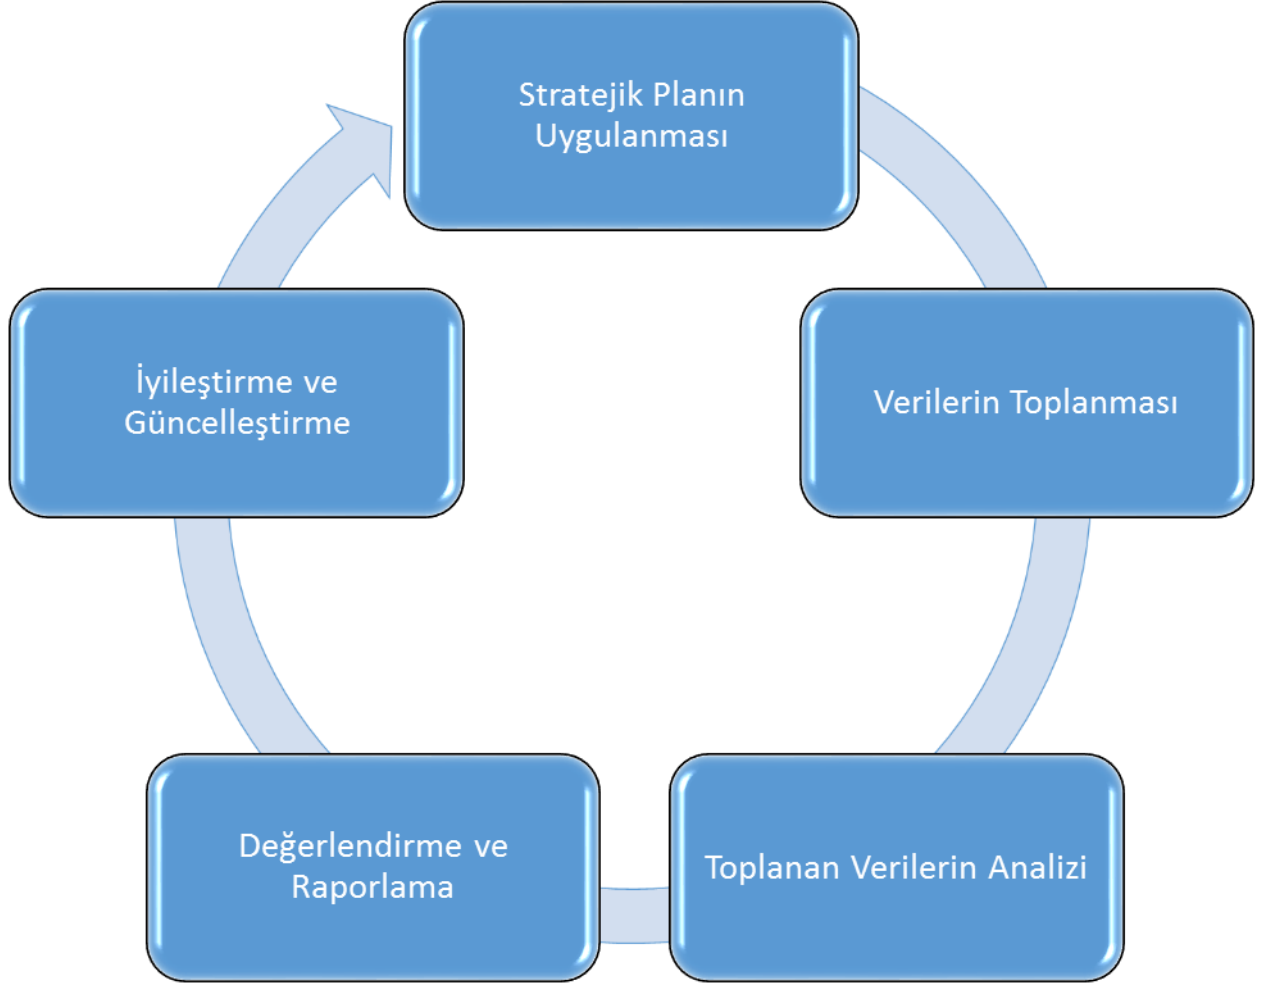 Stratejik Planın
Uygulanması
Verilerin Toplanması
Toplanan Verilerin Analizi
Değerlendirme ve
Raporlama
İyileştirme ve
Güncelleştirme